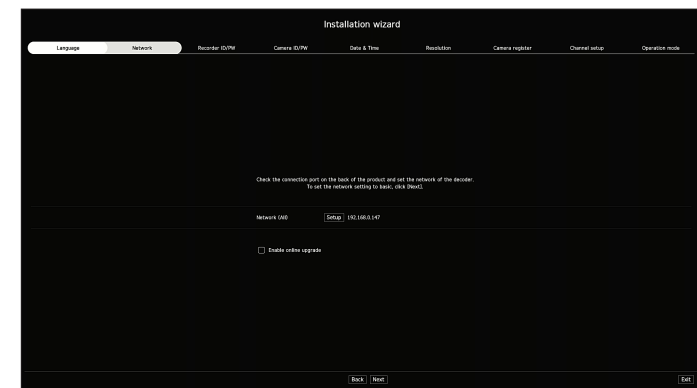 Installation wizard
Language Network Recorder ID/PW Camera ID/PW Date & Time Resolution Camera register Channel setup Operation mode
Check the connection port on the back of the product and set the network of the decoder.
To set the network setting to basic, click [Next].
Network (All) Setup 192.168.0.147
Enable online upgrade
Back Next Exit